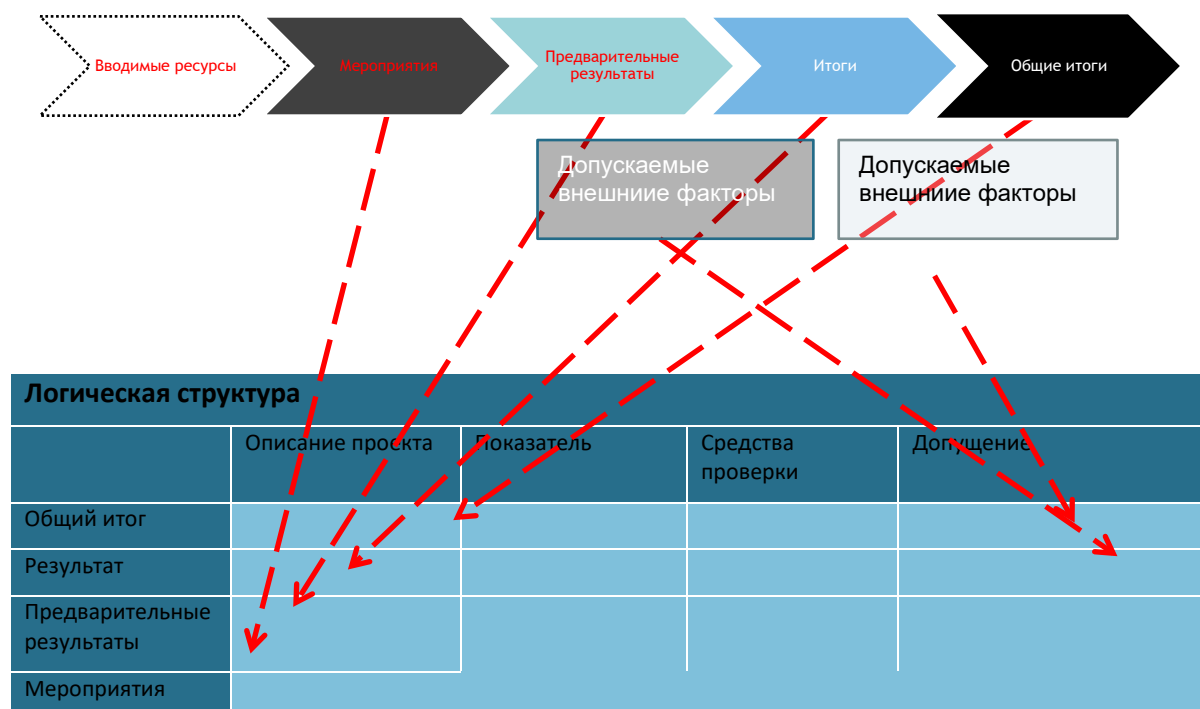 Вводимые ресурсы
Мероприятия
Предварительные
результаты
Итоги
Общие итоги
Допускаемые
внешниие факторы
Допускаемые
внешниие факторы
Логическая структура
Описание проекта
Показатель
Средства
проверки
Допущение
Общий итог
Результат
Предварительные
результаты
Мероприятия